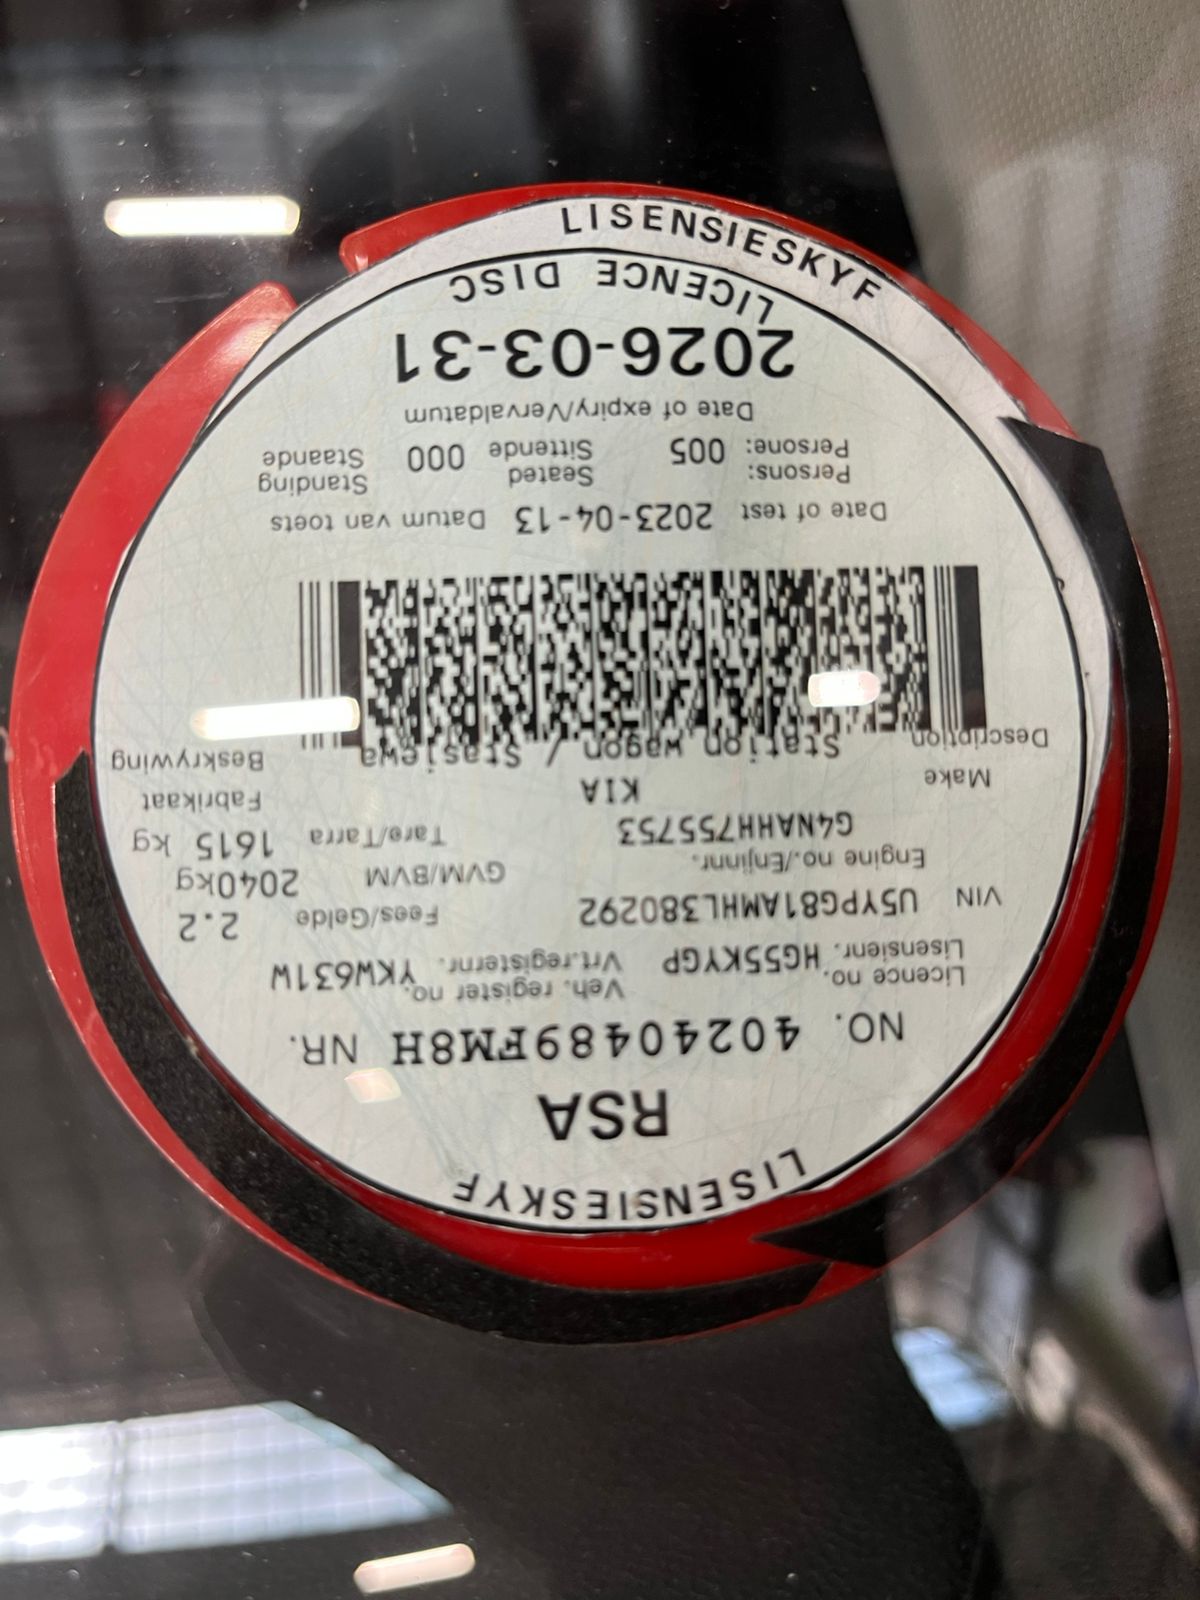 LISENSIESKYF
RSA
NO. 40240489FM8H NR.
Licence no. Veh. register no.
Lisensienr. HG55KYGP Vrt.registernr. YKW631W
VIN U5YPG81AMHL380292 Fees/Gelde 2.2
Engine no./Enjinnr. GVM/BVM 2040kg
G4NAHH755753 Tare/Tarra 1615 kg
Make KIA Fabrikaat
Description Station wagon / Stasiewa Beskrywing
Date of test 2023-04-13 Datum van toets
Persons: Seated Standing
Persone: 005 Sittende 000 Staande
Date of expiry/Vervaldatum
2026-03-31
LICENCE DISC
LISENSIESKYF